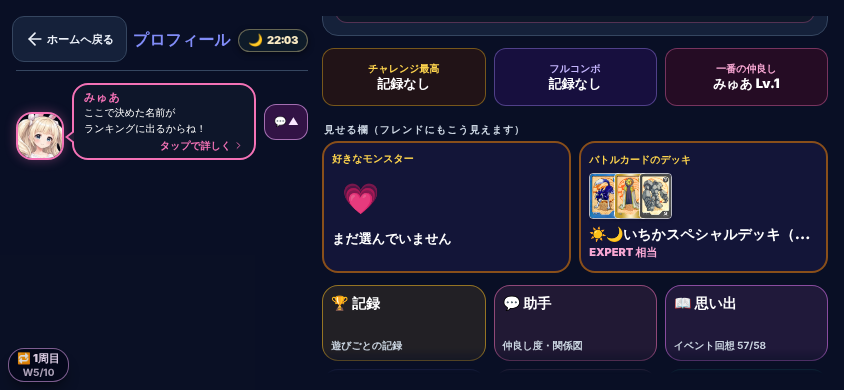 ← ホームへ戻る
プロフィール
🌙 22:03
みゅあ
ここで決めた名前が
ランキングに出るからね！
タップで詳しく ＞
💬▲
🔁 1周目
W5/10
チャレンジ最高
記録なし
フルコンボ
記録なし
一番の仲良し
みゅあ Lv.1
見せる欄（フレンドにもこう見えます）
好きなモンスター
まだ選んでいません
バトルカードのデッキ
☀️🌙いちかスペシャルデッキ（...
EXPERT 相当
🏆 記録
遊びごとの記録
💬 助手
仲良し度・関係図
📖 思い出
イベント回想 57/58